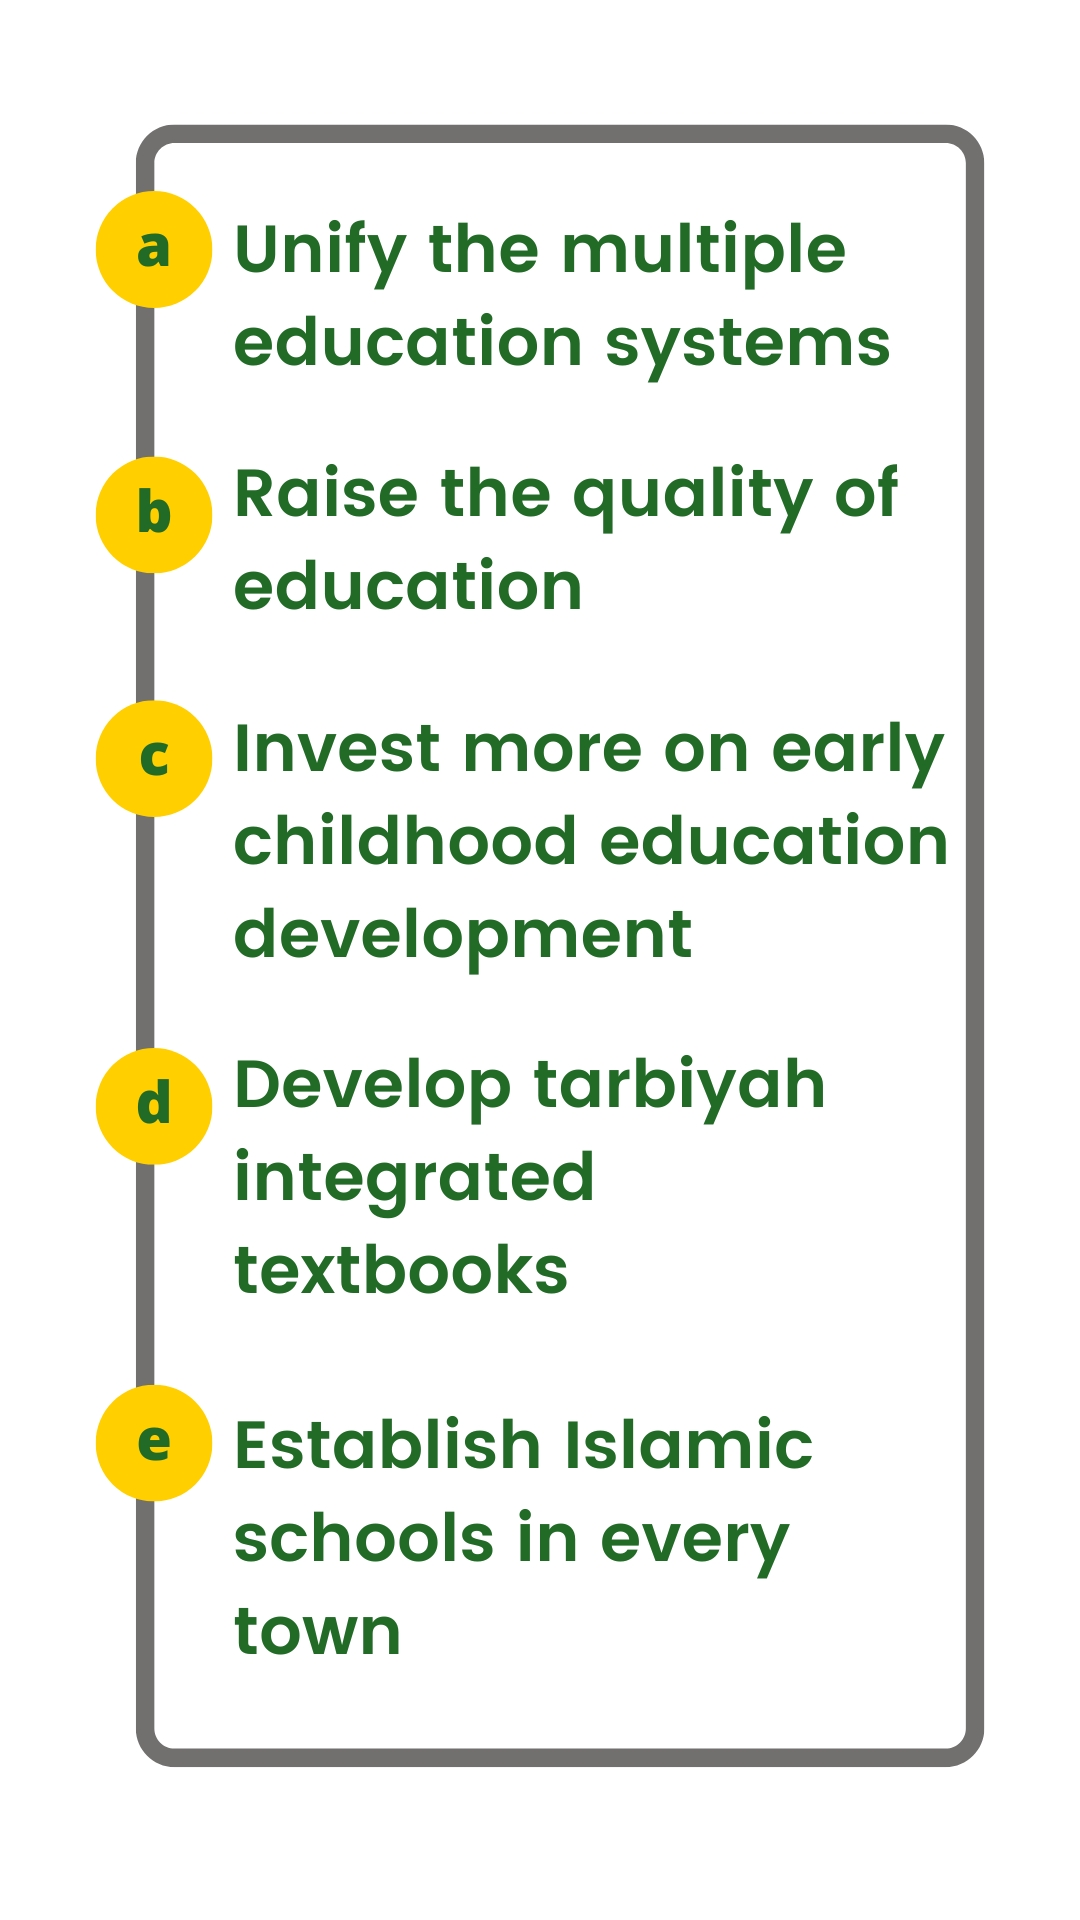 a
Unify the multiple
education systems
b
Raise the quality of
education
c
Invest more on early
childhood education
development
d
Develop tarbiyah
integrated
textbooks
e
Establish Islamic
schools in every
town